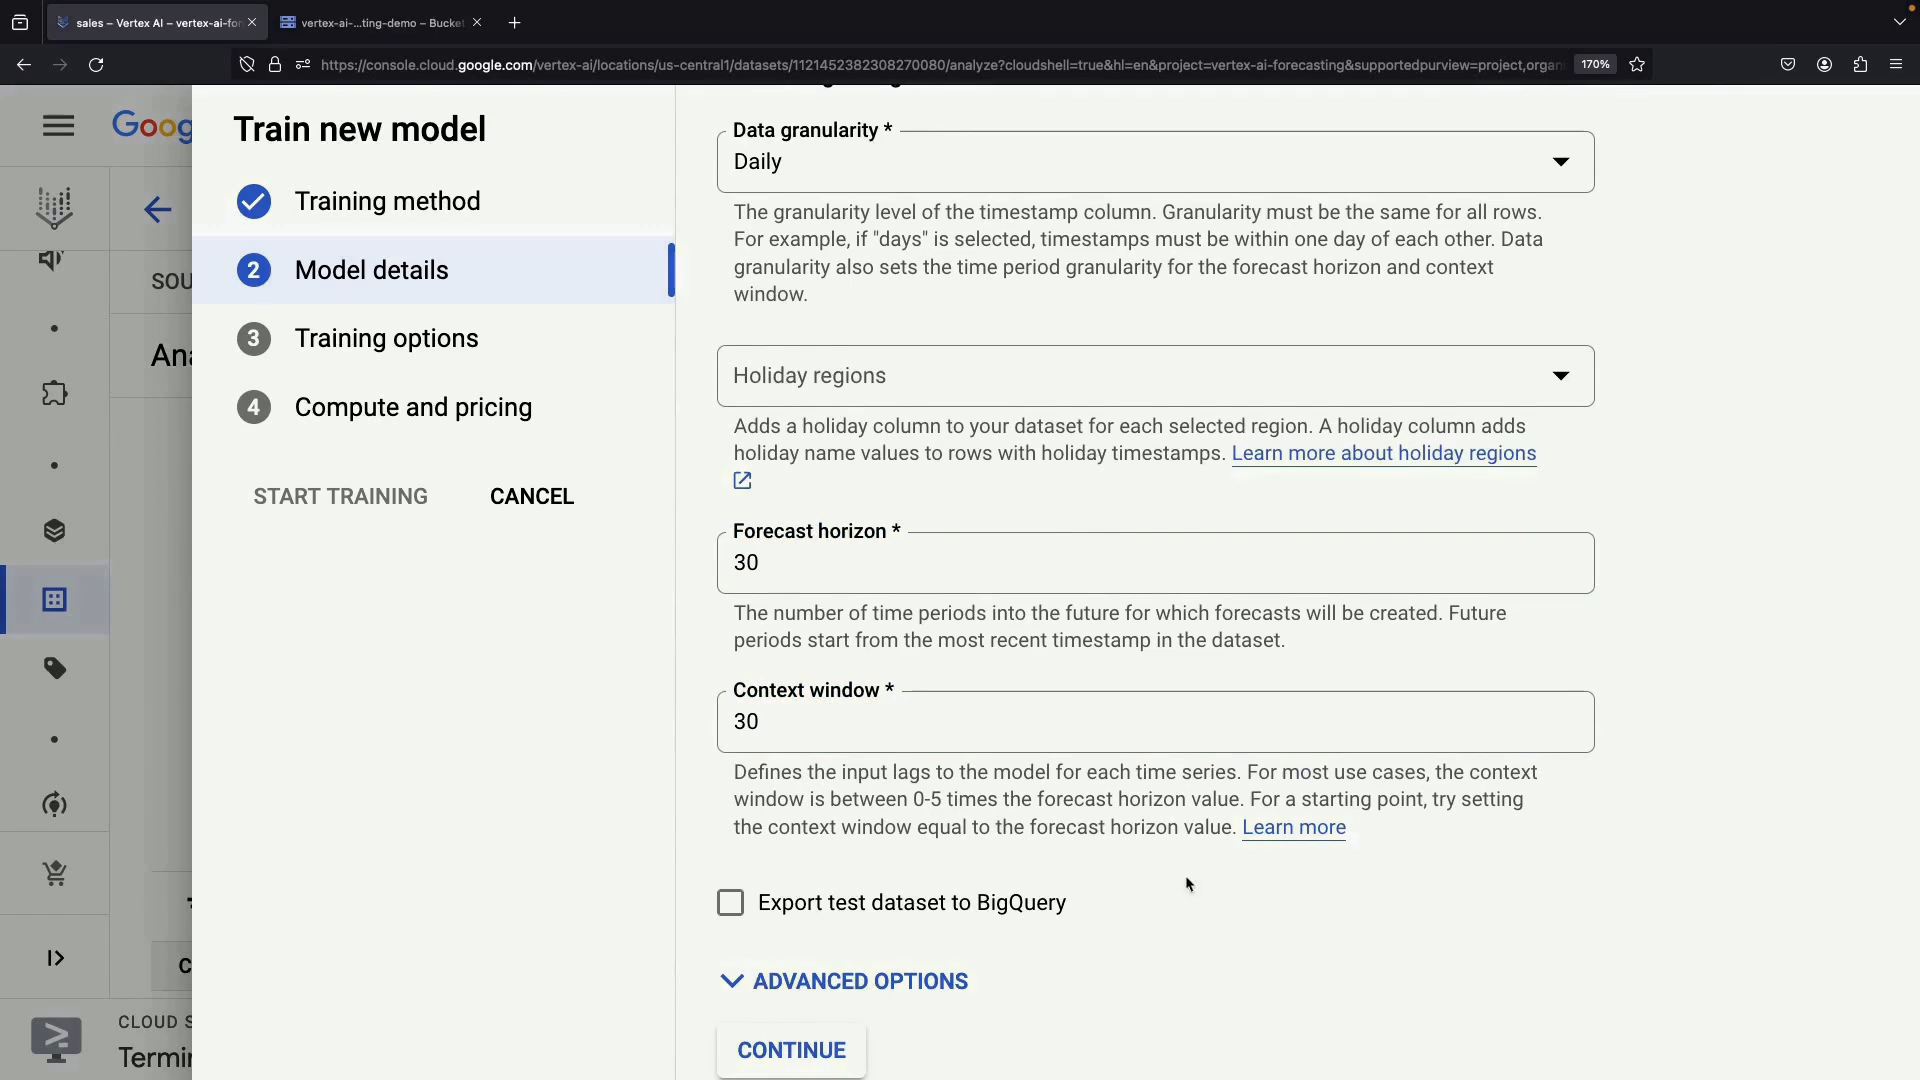 sales – Vertex AI – vertex-ai-for
vertex-ai-...ting-demo – Bucket
https://console.cloud.google.com/vertex-ai/locations/us-central1/datasets/1121452382308270080/analyze?cloudshell=true&hl=en&project=vertex-ai-forecasting&supportedpurview=project,organ
170%
Goog
SOU
Ana
CLOUD S
Termin
Train new model
Training method
2 Model details
3 Training options
4 Compute and pricing
START TRAINING CANCEL
Data granularity *
Daily
The granularity level of the timestamp column. Granularity must be the same for all rows.
For example, if "days" is selected, timestamps must be within one day of each other. Data
granularity also sets the time period granularity for the forecast horizon and context
window.
Holiday regions
Adds a holiday column to your dataset for each selected region. A holiday column adds
holiday name values to rows with holiday timestamps. Learn more about holiday regions
Forecast horizon *
30
The number of time periods into the future for which forecasts will be created. Future
periods start from the most recent timestamp in the dataset.
Context window *
30
Defines the input lags to the model for each time series. For most use cases, the context
window is between 0-5 times the forecast horizon value. For a starting point, try setting
the context window equal to the forecast horizon value. Learn more
Export test dataset to BigQuery
ADVANCED OPTIONS
CONTINUE